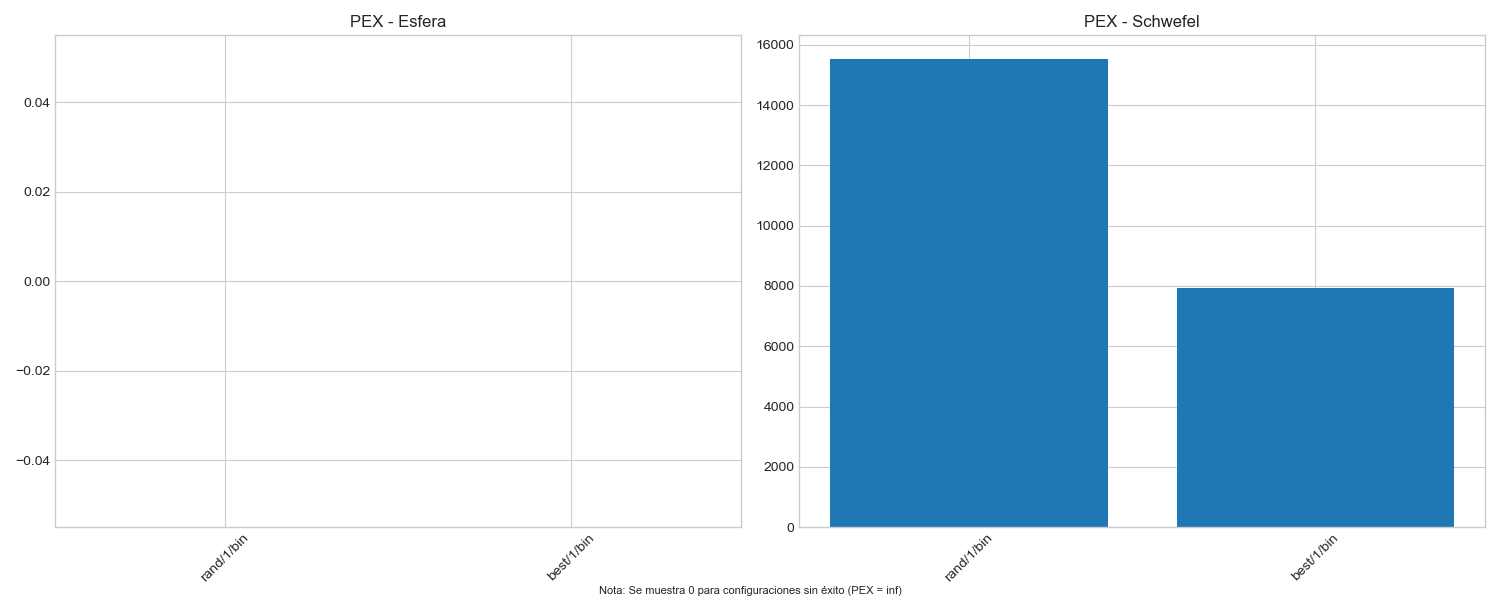 PEX - Esfera
0.04
0.02
0.00
−0.02
−0.04
rand/1/bin
best/1/bin
PEX - Schwefel
16000
14000
12000
10000
8000
6000
4000
2000
0
rand/1/bin
best/1/bin
Nota: Se muestra 0 para configuraciones sin éxito (PEX = inf)